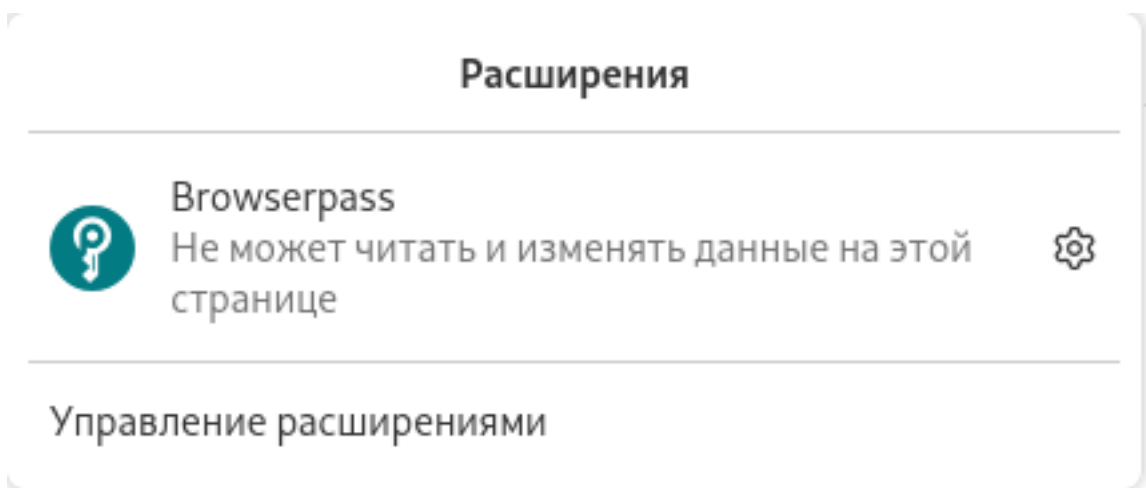 Расширения
Browserpass
Не может читать и изменять данные на этой
странице
Управление расширениями